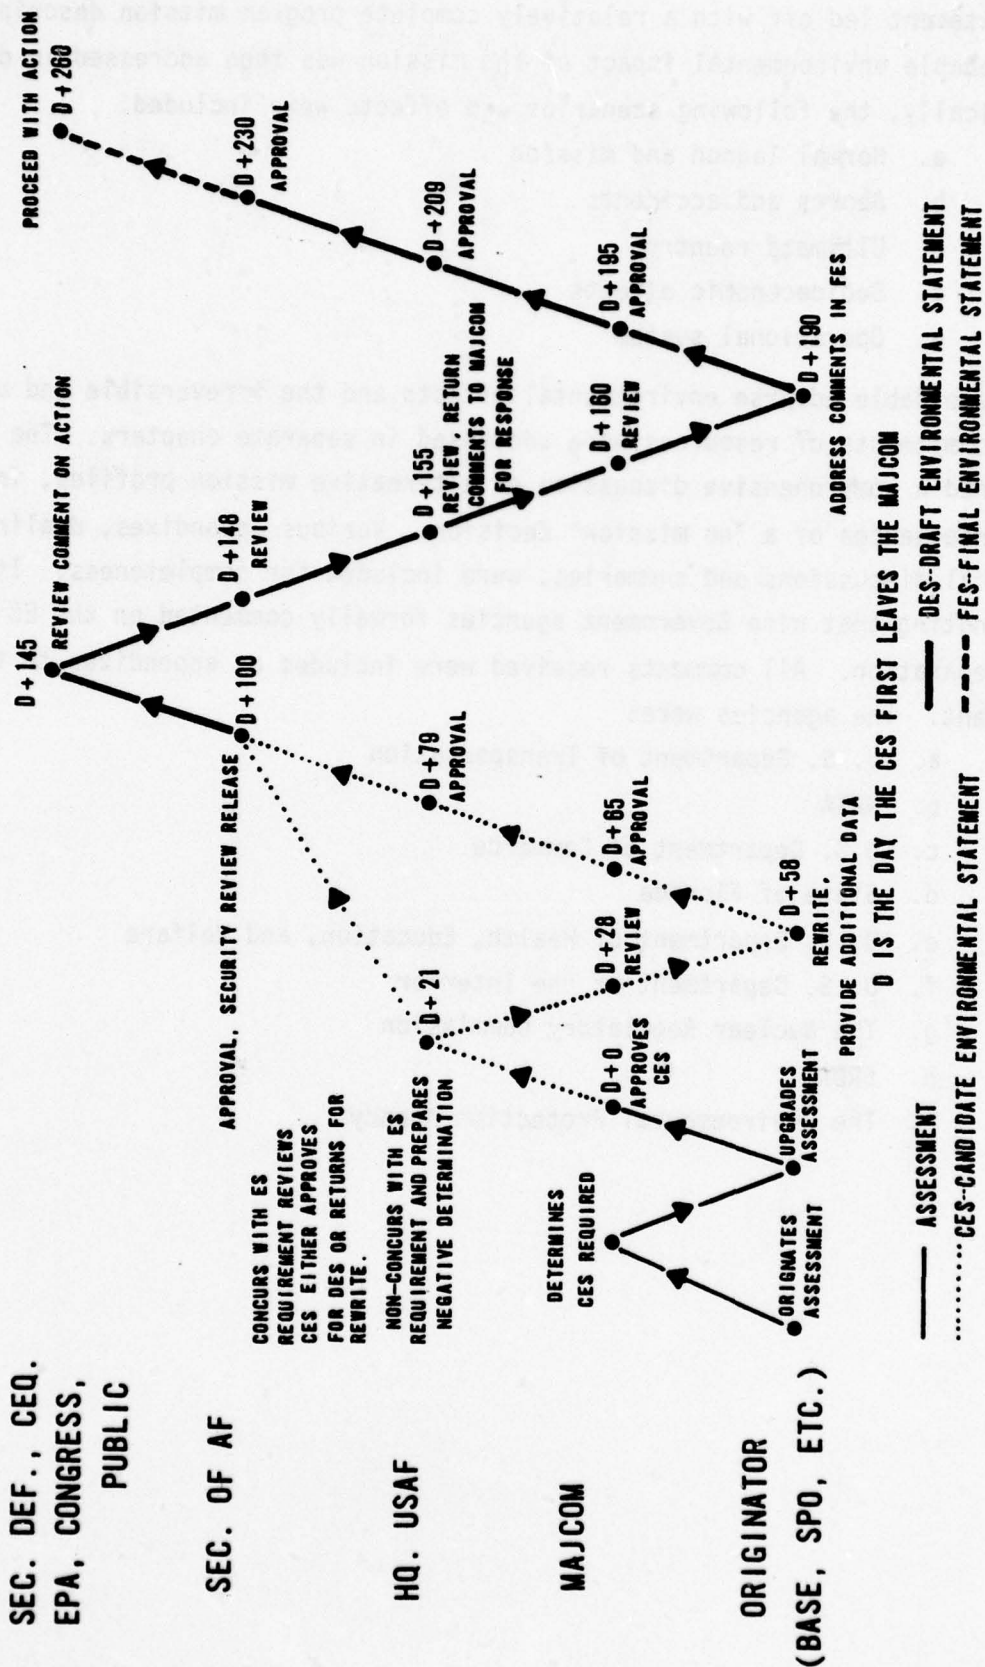 SEC. DEF., CEQ.
EPA, CONGRESS,
PUBLIC
SEC. OF AF
HQ. USAF
MAJCOM
ORIGINATOR
(BASE, SPO, ETC.)
ORIGNATES
ASSESSMENT
DETERMINES
CES REQUIRED
UPGRADES
ASSESSMENT
D+0
APPROVES
CES
D+21
CONCURS WITH ES
REQUIREMENT REVIEWS
CES EITHER APPROVES
FOR DES OR RETURNS FOR
REWRITE.
NON-CONCURS WITH ES
REQUIREMENT AND PREPARES
NEGATIVE DETERMINATION
D+28
REVIEW
D+58
REWRITE,
PROVIDE ADDITIONAL DATA
D+65
APPROVAL
D+79
APPROVAL
D+100
APPROVAL, SECURITY REVIEW RELEASE
D+145
REVIEW COMMENT ON ACTION
D+148
REVIEW
D+155
REVIEW RETURN
COMMENTS MAJCOM
FOR RESPONSE
D+160
REVIEW
D+190
ADDRESS COMMENTS IN FES
D+195
APPROVAL
D+209
APPROVAL
D+230
APPROVAL
D+260
PROCEED WITH ACTION
D IS THE DAY THE CES FIRST LEAVES THE MAJCOM
ASSESSMENT
CES-CANDIDATE ENVIRONMENTAL STATEMENT
DES-DRAFT ENVIRONMENTAL STATEMENT
FES-FINAL ENVIRONMENTAL STATEMENT